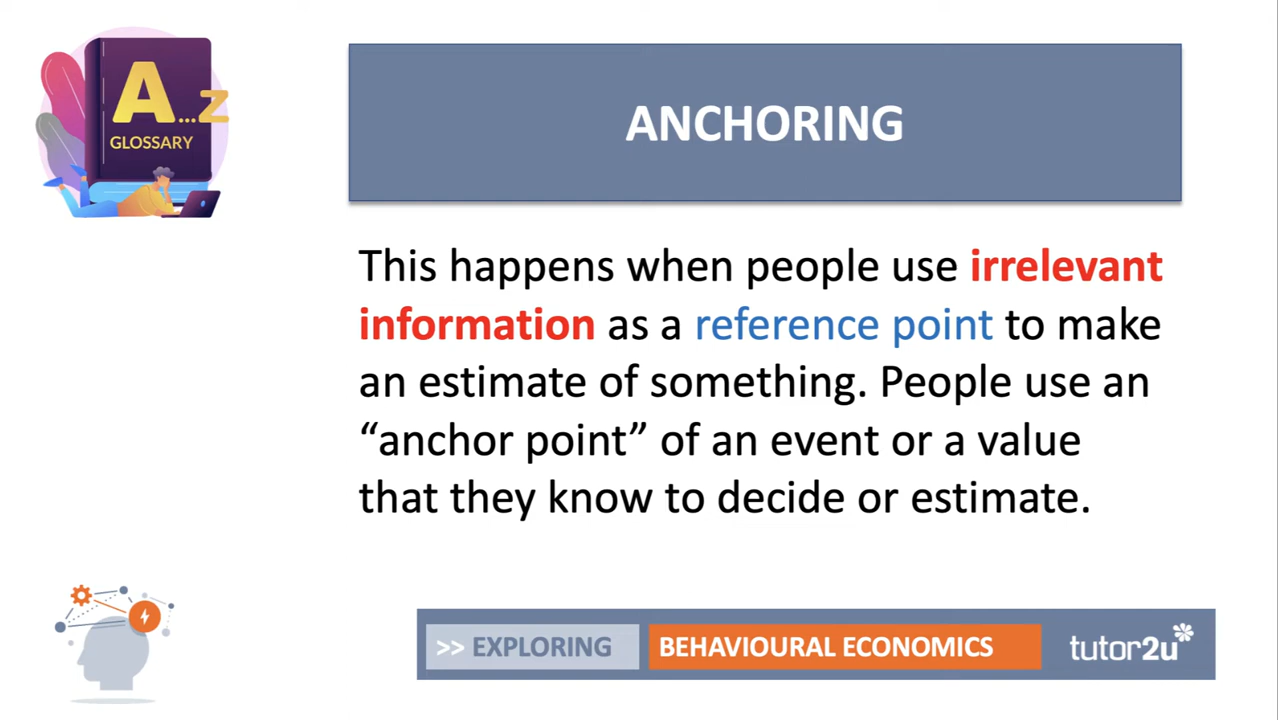 A...Z
GLOSSARY
ANCHORING
This happens when people use irrelevant
information as a reference point to make
an estimate of something. People use an
“anchor point” of an event or a value
that they know to decide or estimate.
>> EXPLORING
BEHAVIOURAL ECONOMICS
tutor2u